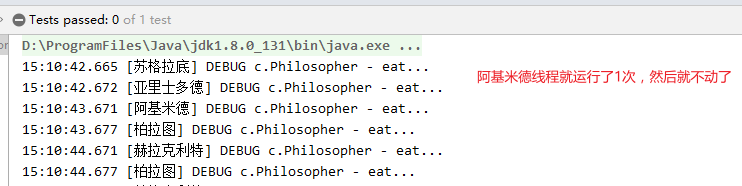 Tests passed: 0 of 1 test
D:\ProgramFiles\Java\jdk1.8.0_131\bin\java.exe ...
15:10:42.665 [苏格拉底] DEBUG c.Philosopher - eat...
15:10:42.672 [亚里士多德] DEBUG c.Philosopher - eat...
阿基米德线程就运行了1次，然后就不动了
15:10:43.671 [阿基米德] DEBUG c.Philosopher - eat...
15:10:43.677 [柏拉图] DEBUG c.Philosopher - eat...
15:10:44.671 [赫拉克利特] DEBUG c.Philosopher - eat...
15:10:44.677 [柏拉图] DEBUG c.Philosopher - eat...